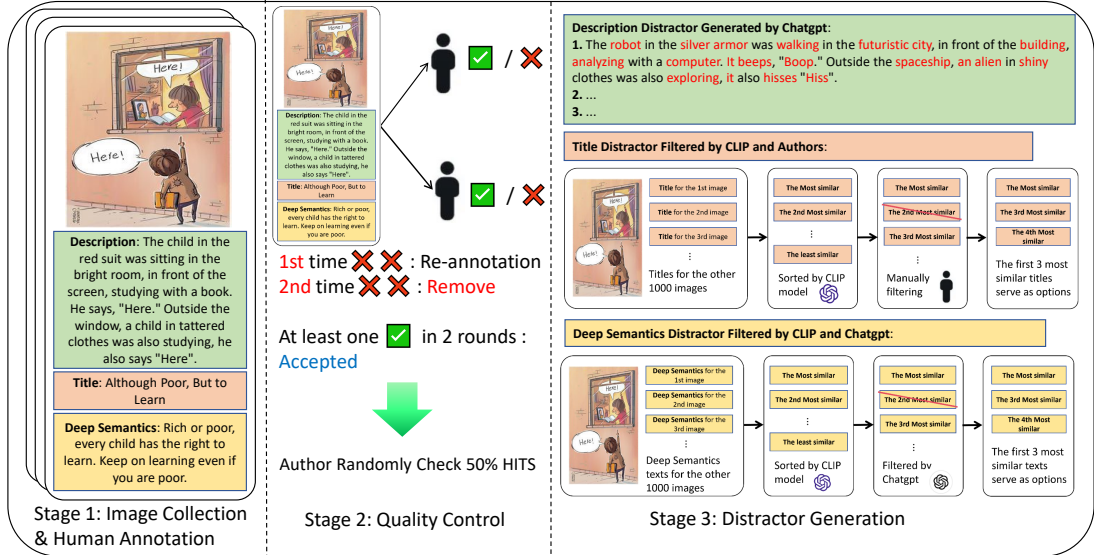 Here!
Here!
Description: The child in the
red suit was sitting in the
bright room, in front of the
screen, studying with a book.
He says, "Here." Outside the
window, a child in tattered
clothes was also studying, he
also says "Here".
Title: Although Poor, But to
Learn
Deep Semantics: Rich or poor,
every child has the right to
learn. Keep on learning even if
you are poor.
Stage 1: Image Collection
& Human Annotation
Here!
Here!
Description: The child in the
red suit was sitting in the
bright room, in front of the
screen, studying with a book.
He says, "Here." Outside the
window, a child in tattered
clothes was also studying, he
also says "Here".
Title: Although Poor, But to
Learn
Deep Semantics: Rich or poor,
every child has the right to
learn. Keep on learning even if
you are poor.
/
/
1st time : Re-annotation
2nd time : Remove
At least one in 2 rounds :
Accepted
Author Randomly Check 50% HITS
Stage 2: Quality Control
Description Distractor Generated by Chatgpt:
1. The robot in the silver armor was walking in the futuristic city, in front of the building,
analyzing with a computer. It beeps, "Boop." Outside the spaceship, an alien in shiny
clothes was also exploring, it also hisses "Hiss".
2. ...
3. ...
Title Distractor Filtered by CLIP and Authors:
Here!
Here!
Title for the 1st image
Title for the 2nd image
Title for the 3rd image
⋮
Titles for the other
1000 images
The Most similar
The 2nd Most similar
⋮
The least similar
Sorted by CLIP
model
The Most similar
The 2nd Most similar
The 3rd Most similar
⋮
Manually
filtering
The Most similar
The 3rd Most similar
The 4th Most
similar
The first 3 most
similar titles
serve as options
Deep Semantics Distractor Filtered by CLIP and Chatgpt:
Here!
Here!
Deep Semantics for the
1st image
Deep Semantics for the
2nd image
Deep Semantics for the
3rd image
⋮
Deep Semantics
texts for the other
1000 images
The Most similar
The 2nd Most similar
⋮
The least similar
Sorted by CLIP
model
The Most similar
The 2nd Most similar
The 3rd Most similar
⋮
Filtered by
Chatgpt
The Most similar
The 3rd Most similar
The 4th Most
similar
The first 3 most
similar texts
serve as options
Stage 3: Distractor Generation